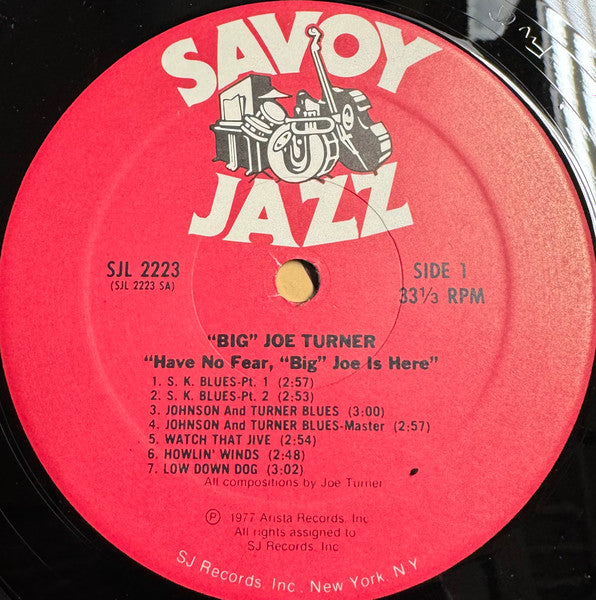 SAVOY
JAZZ
SJL 2223
(SJL 2223 SA)
SIDE 1
33⅓ RPM
"BIG" JOE TURNER
"Have No Fear, "Big" Joe Is Here"
1. S. K. BLUES-Pt. 1 (2:57)
2. S. K. BLUES-Pt. 2 (2:53)
3. JOHNSON And TURNER BLUES (3:00)
4. JOHNSON And TURNER BLUES-Master (2:57)
5. WATCH THAT JIVE (2:54)
6. HOWLIN' WINDS (2:48)
7. LOW DOWN DOG (3:02)
All compositions by Joe Turner
℗ 1977 Arista Records, Inc
All rights assigned to
SJ Records, Inc
SJ Records, Inc. New York, N.Y